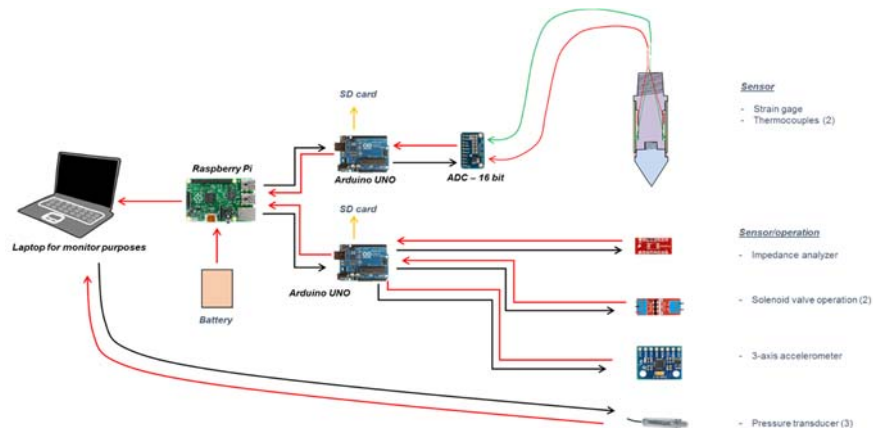 SD card
Sensor
- Strain gage
- Thermocouples (2)
Raspberry Pi
Arduino UNO
ADC – 16 bit
Laptop for monitor purposes
SD card
Sensor/operation
- Impedance analyzer
Battery
Arduino UNO
- Solenoid valve operation (2)
- 3-axis accelerometer
- Pressure transducer (3)